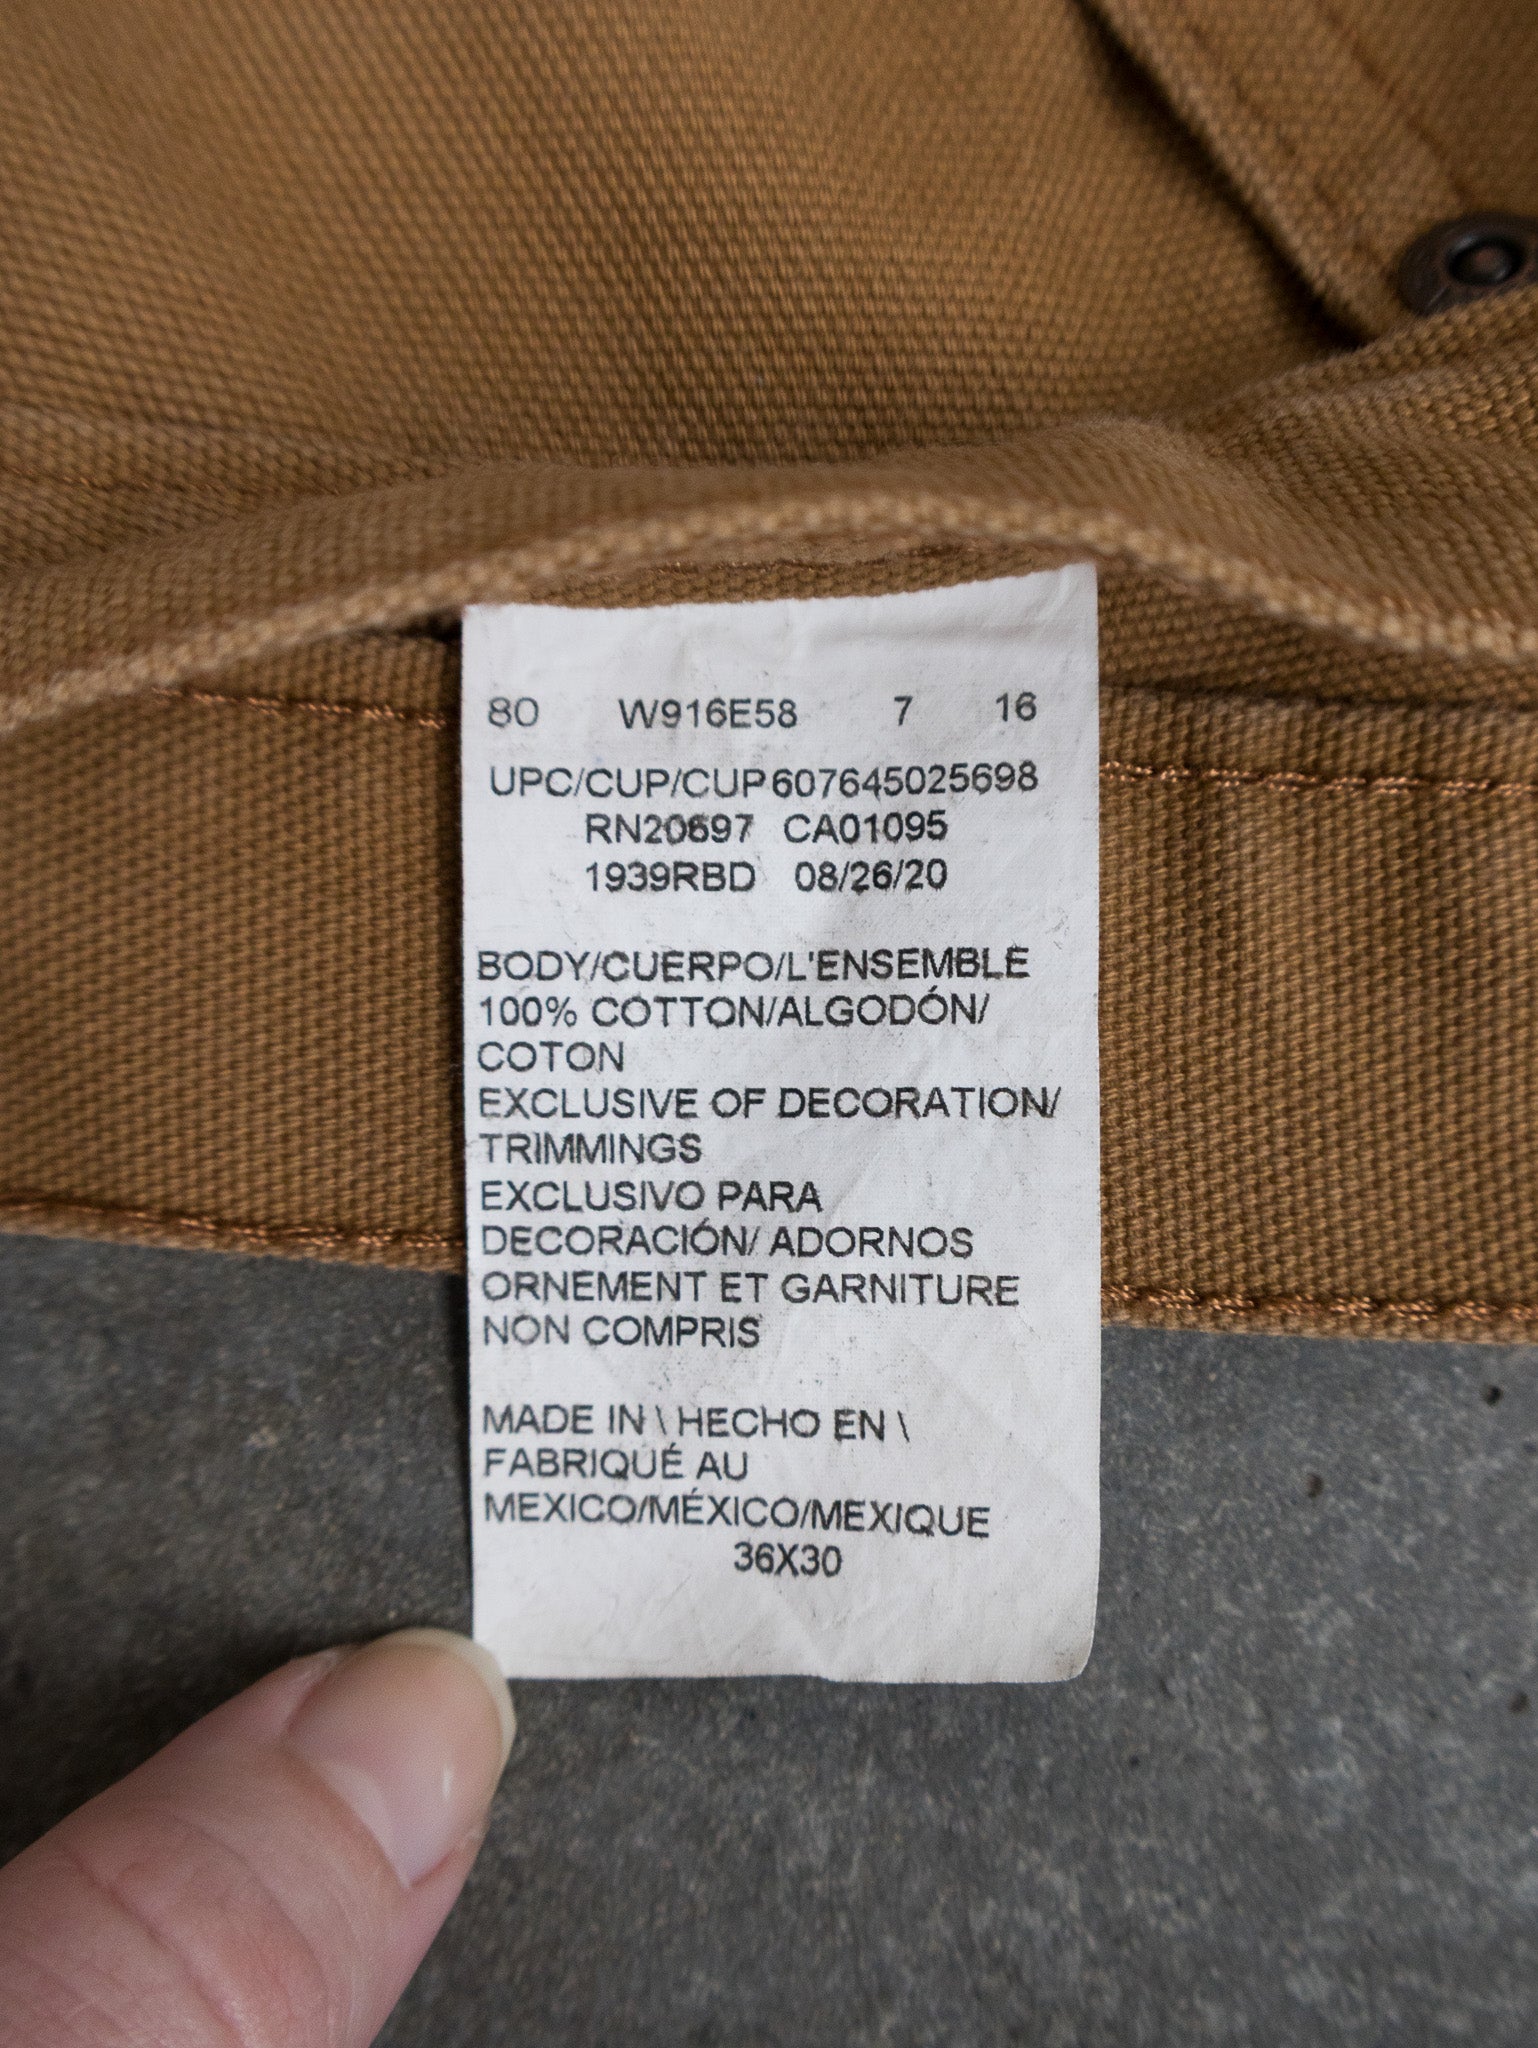 80 W916E58 7 16
UPC/CUP/CUP607645025698
RN20697 CA01095
1939RBD 08/26/20
BODY/CUERPO/L'ENSEMBLE
100% COTTON/ALGODÓN/
COTON
EXCLUSIVE OF DECORATION/
TRIMMINGS
EXCLUSIVO PARA
DECORACIÓN/ ADORNOS
ORNEMENT ET GARNITURE
NON COMPRIS
MADE IN \ HECHO EN \
FABRIQUÉ AU
MEXICO/MÉXICO/MEXIQUE
36X30